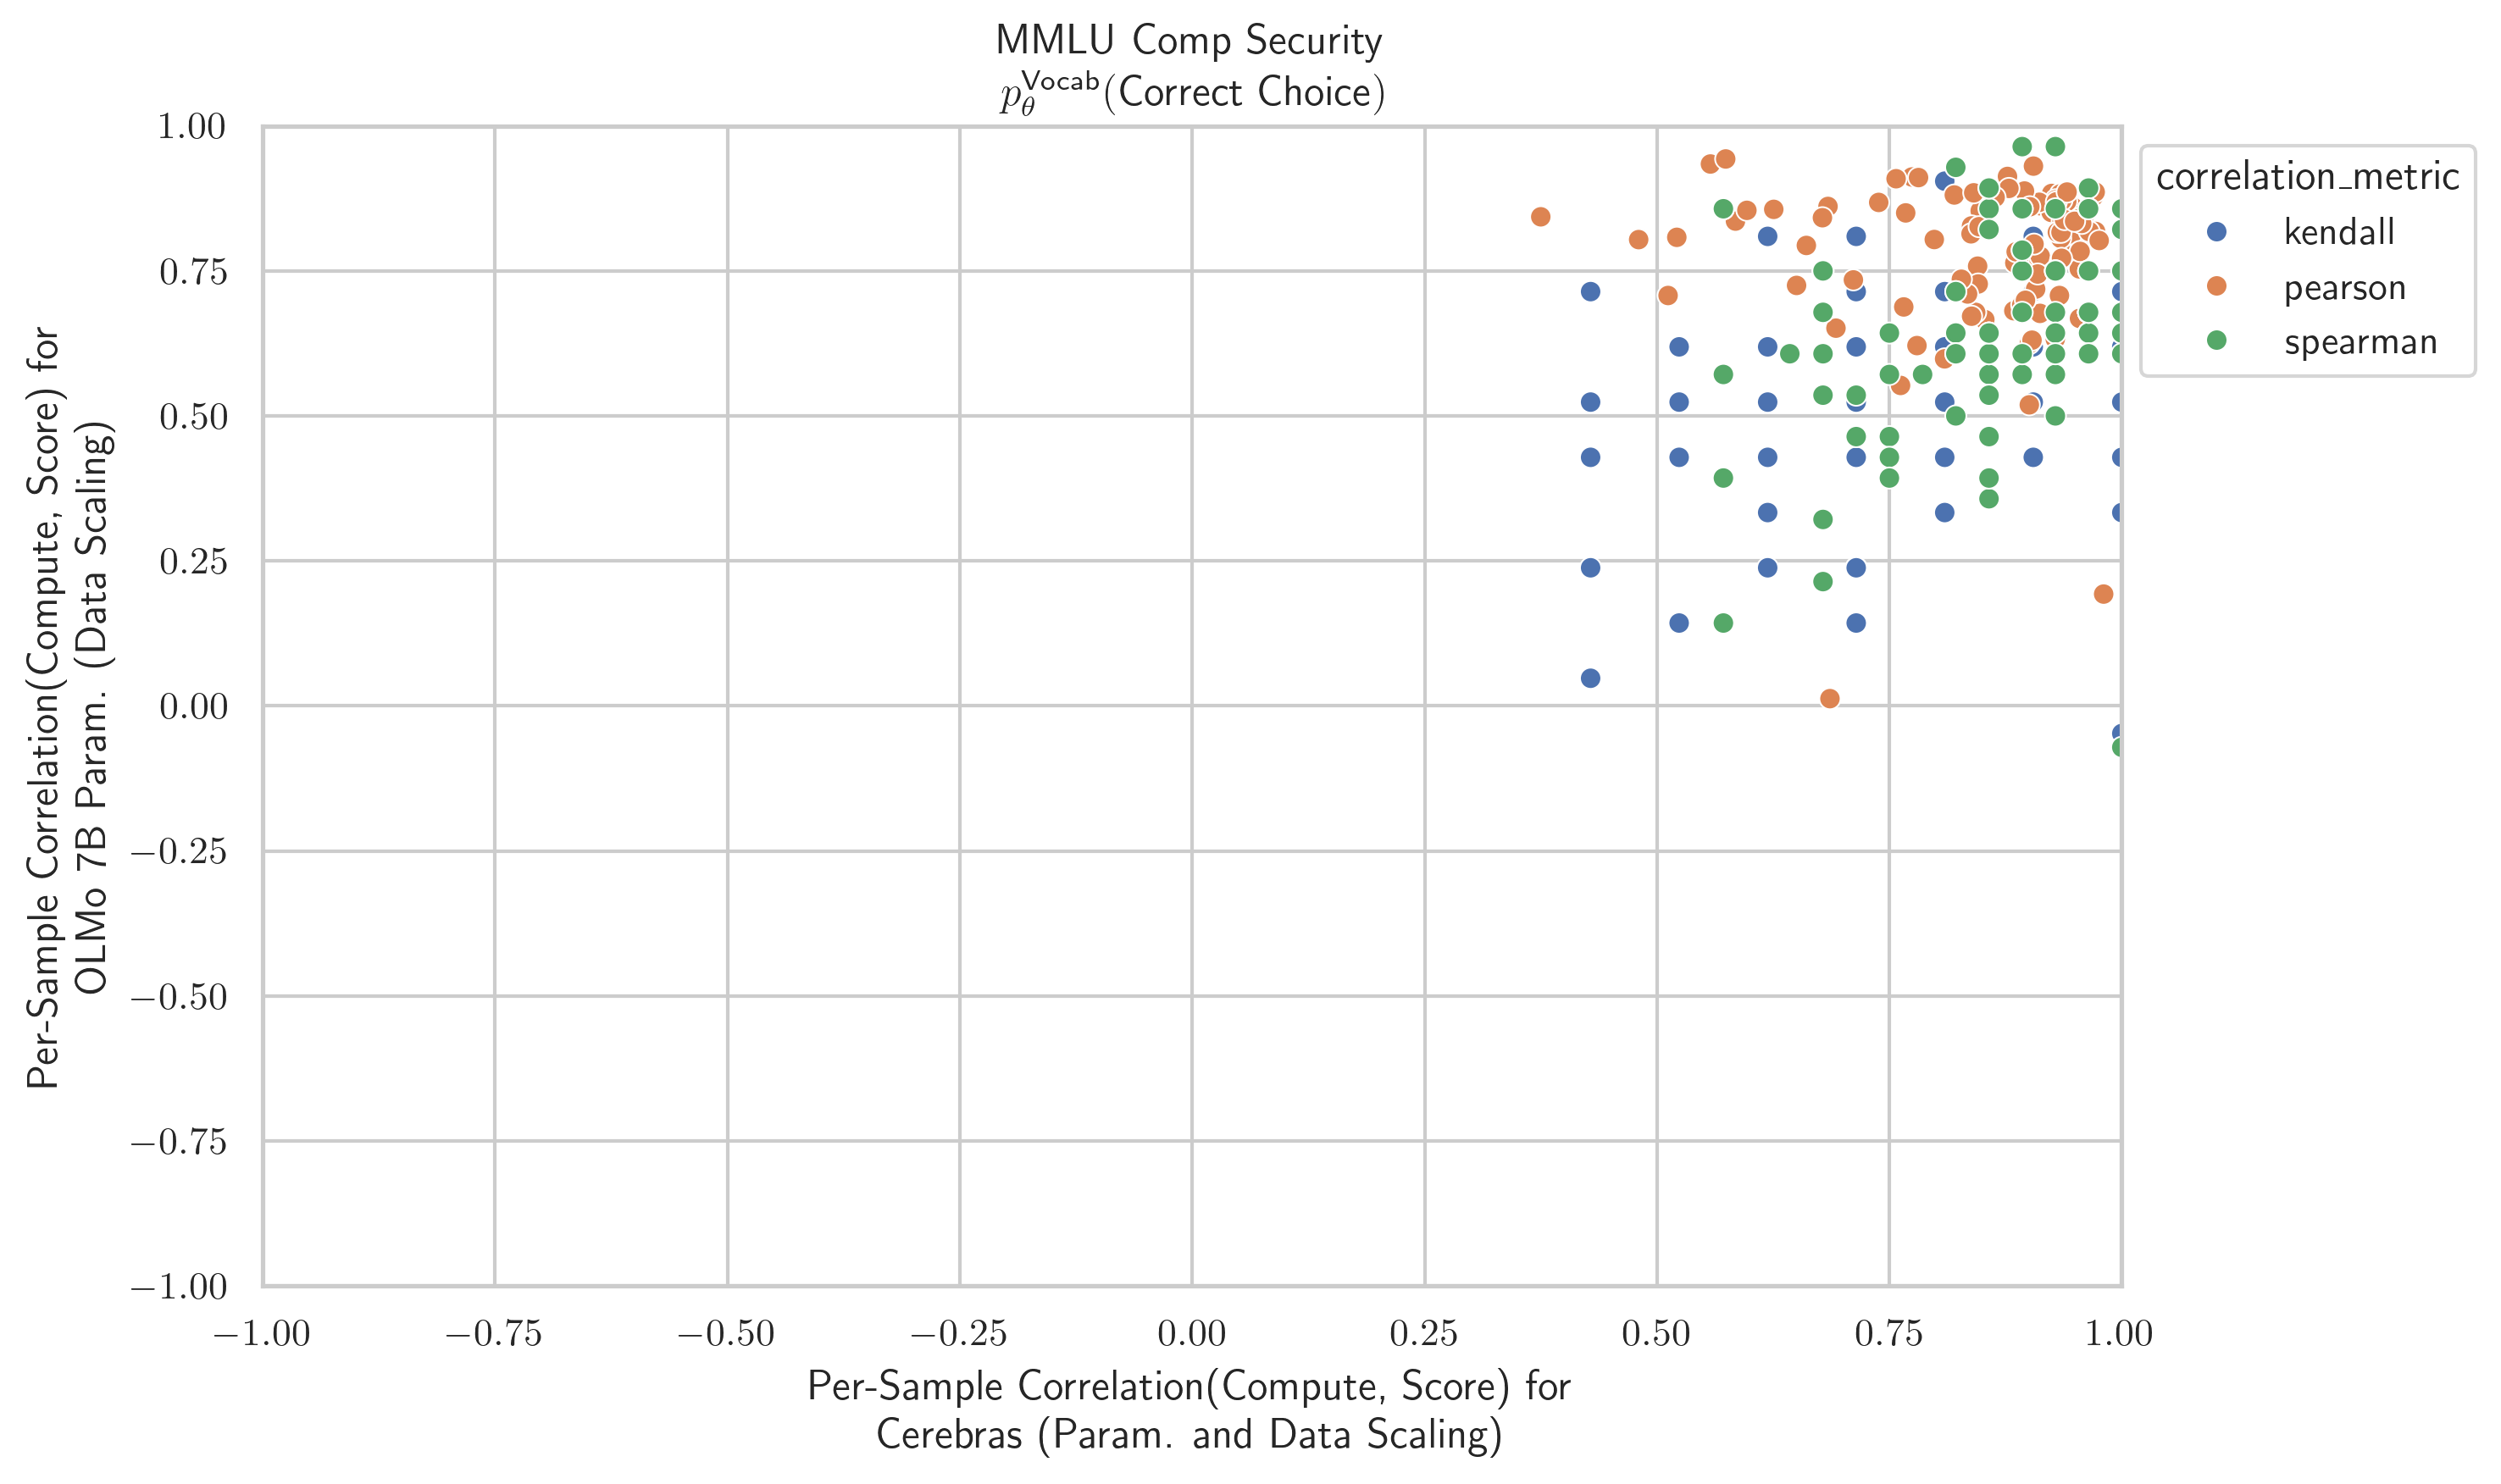 MMLU Comp Security
p_θ^Vocab(Correct Choice)
1.00
0.75
0.50
0.25
0.00
−0.25
−0.50
−0.75
−1.00
Per-Sample Correlation(Compute, Score) for
OLMo 7B Param. (Data Scaling)
correlation_metric
kendall
pearson
spearman
−1.00
−0.75
−0.50
−0.25
0.00
0.25
0.50
0.75
1.00
Per-Sample Correlation(Compute, Score) for
Cerebras (Param. and Data Scaling)